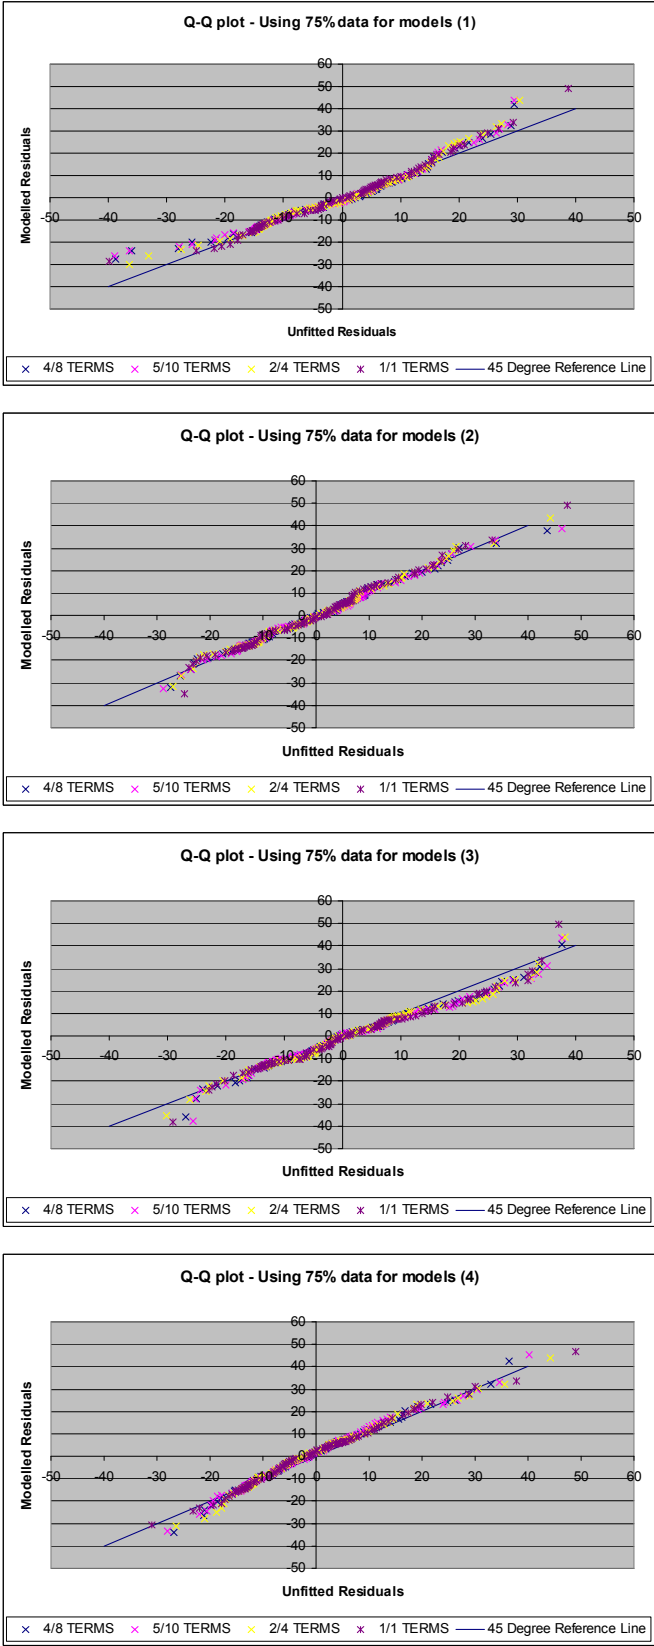 Q-Q plot - Using 75% data for models (1)
60
50
40
30
20
10
0
-50 -40 -30 -20 -10 0 10 20 30 40 50
-10
-20
-30
-40
-50
Modelled Residuals
Unfitted Residuals
4/8 TERMS 5/10 TERMS 2/4 TERMS 1/1 TERMS 45 Degree Reference Line
Q-Q plot - Using 75% data for models (2)
60
50
40
30
20
10
0
-50 -40 -30 -20 -10 0 10 20 30 40 50 60
-10
-20
-30
-40
-50
Modelled Residuals
Unfitted Residuals
4/8 TERMS 5/10 TERMS 2/4 TERMS 1/1 TERMS 45 Degree Reference Line
Q-Q plot - Using 75% data for models (3)
60
50
40
30
20
10
0
-50 -40 -30 -20 -10 0 10 20 30 40 50
-10
-20
-30
-40
-50
Modelled Residuals
Unfitted Residuals
4/8 TERMS 5/10 TERMS 2/4 TERMS 1/1 TERMS 45 Degree Reference Line
Q-Q plot - Using 75% data for models (4)
60
50
40
30
20
10
0
-50 -40 -30 -20 -10 0 10 20 30 40 50 60
-10
-20
-30
-40
-50
Modelled Residuals
Unfitted Residuals
4/8 TERMS 5/10 TERMS 2/4 TERMS 1/1 TERMS 45 Degree Reference Line